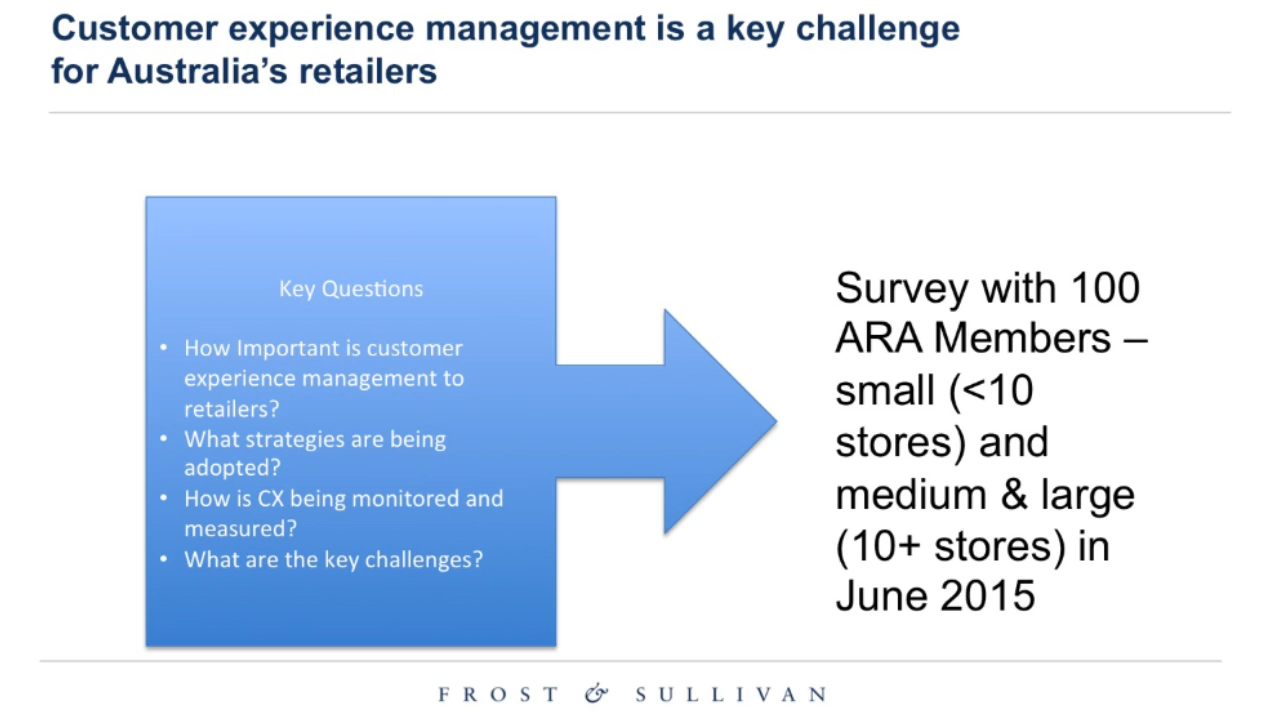 Customer experience management is a key challenge
for Australia’s retailers
Key Questions
• How Important is customer
experience management to
retailers?
• What strategies are being
adopted?
• How is CX being monitored and
measured?
• What are the key challenges?
Survey with 100
ARA Members –
small (<10
stores) and
medium & large
(10+ stores) in
June 2015
FROST & SULLIVAN